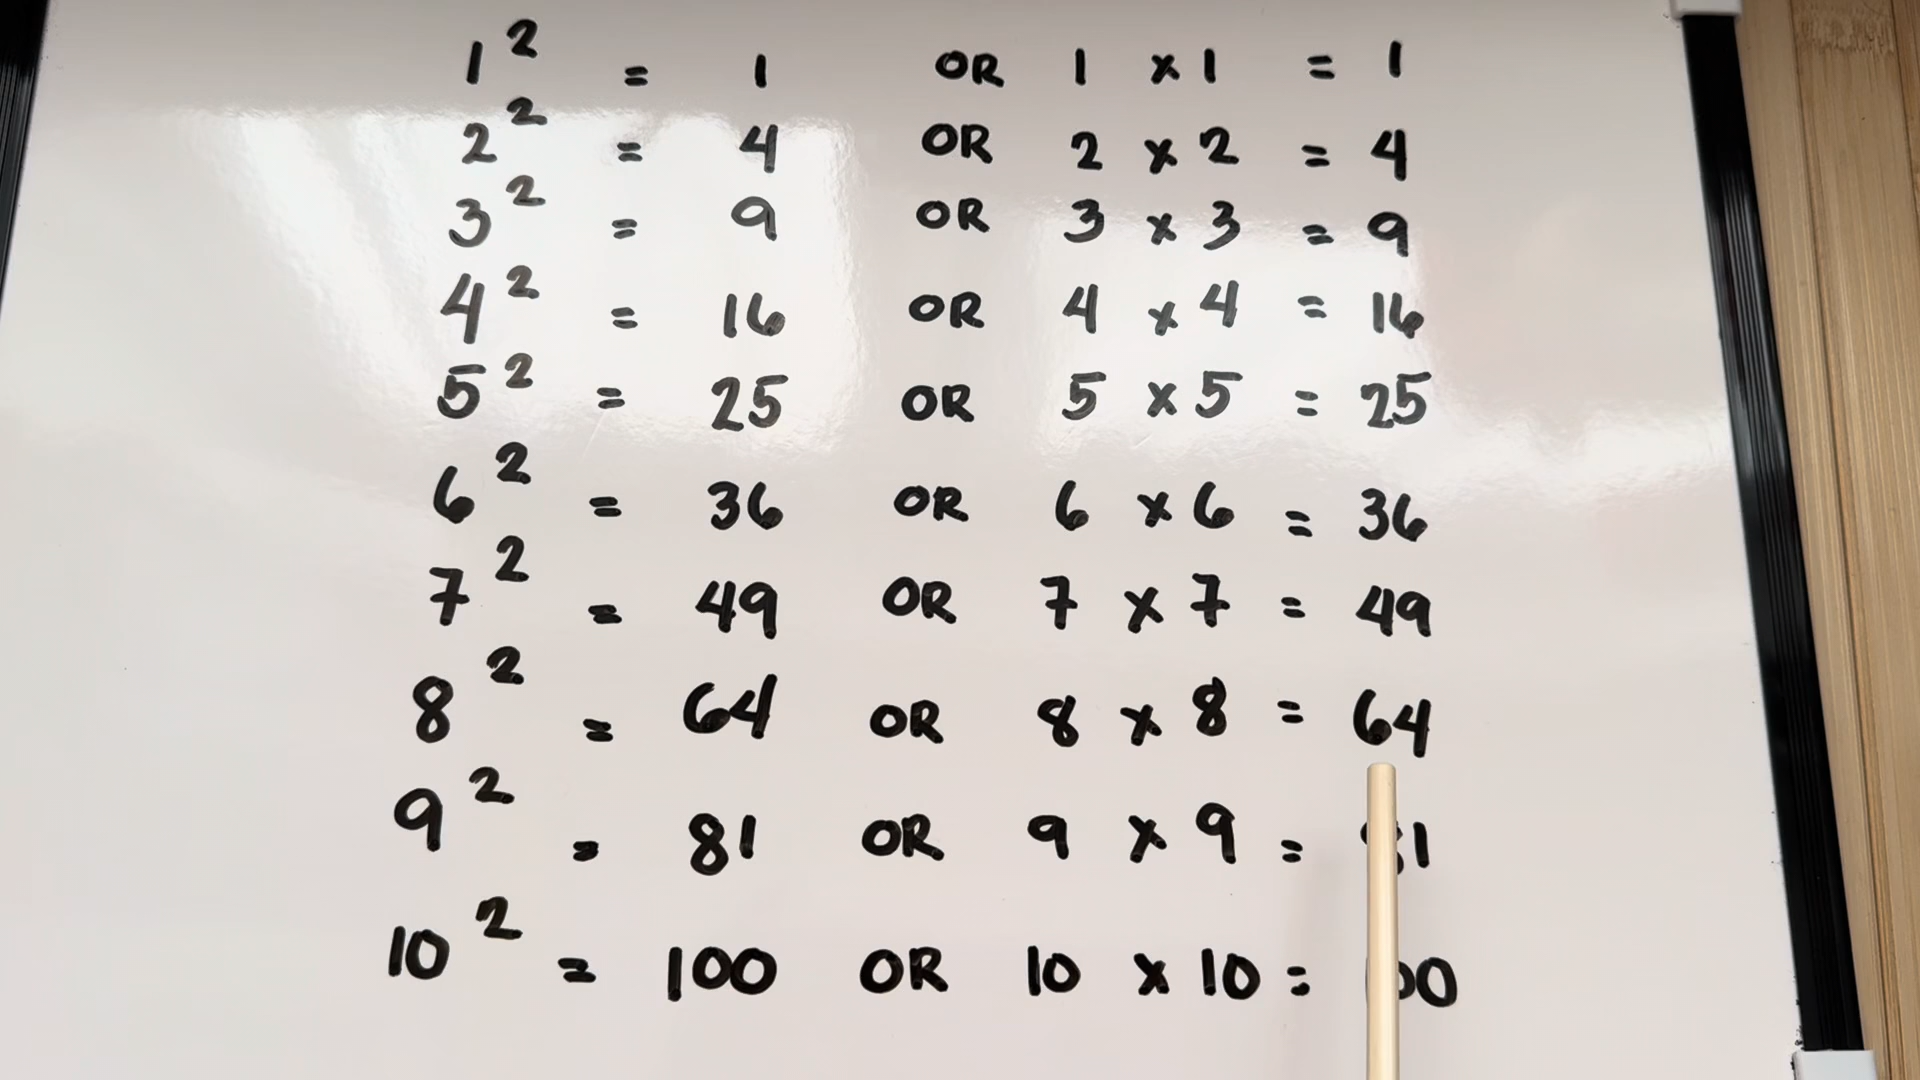 1² = 1 OR 1 x 1 = 1
2² = 4 OR 2 x 2 = 4
3² = 9 OR 3 x 3 = 9
4² = 16 OR 4 x 4 = 16
5² = 25 OR 5 x 5 = 25
6² = 36 OR 6 x 6 = 36
7² = 49 OR 7 x 7 = 49
8² = 64 OR 8 x 8 = 64
9² = 81 OR 9 x 9 =
10² = 100 OR 10 x 10 =